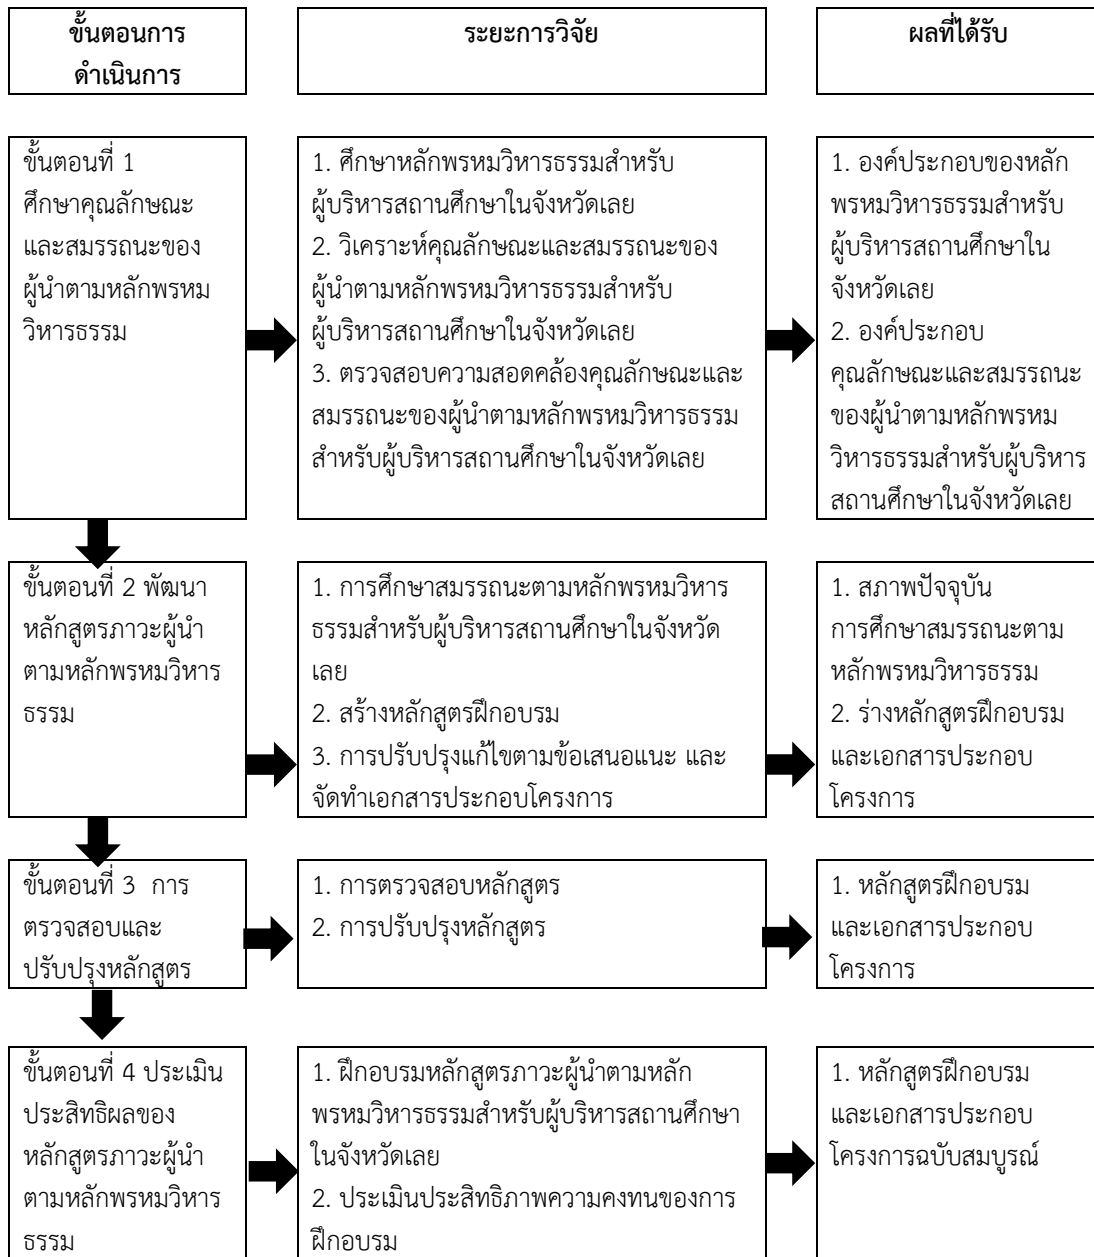 ขั้นตอนการ
ดำเนินการ
ระยะการวิจัย
ผลที่ได้รับ
ขั้นตอนที่ 1
ศึกษาคุณลักษณะ
และสมรรถนะของ
ผู้นำตามหลักพรหม
วิหารธรรม
1. ศึกษาหลักพรหมวิหารธรรมสำหรับ
ผู้บริหารสถานศึกษาในจังหวัดเลย
2. วิเคราะห์คุณลักษณะและสมรรถนะของ
ผู้นำตามหลักพรหมวิหารธรรมสำหรับ
ผู้บริหารสถานศึกษาในจังหวัดเลย
3. ตรวจสอบความสอดคล้องคุณลักษณะและ
สมรรถนะของผู้นำตามหลักพรหมวิหารธรรม
สำหรับผู้บริหารสถานศึกษาในจังหวัดเลย
1. องค์ประกอบของหลัก
พรหมวิหารธรรมสำหรับ
ผู้บริหารสถานศึกษาใน
จังหวัดเลย
2. องค์ประกอบ
คุณลักษณะและสมรรถนะ
ของผู้นำตามหลักพรหม
วิหารธรรมสำหรับผู้บริหาร
สถานศึกษาในจังหวัดเลย
ขั้นตอนที่ 2 พัฒนา
หลักสูตรภาวะผู้นำ
ตามหลักพรหมวิหาร
ธรรม
1. การศึกษาสมรรถนะตามหลักพรหมวิหาร
ธรรมสำหรับผู้บริหารสถานศึกษาในจังหวัด
เลย
2. สร้างหลักสูตรฝึกอบรม
3. การปรับปรุงแก้ไขตามข้อเสนอแนะ และ
จัดทำเอกสารประกอบโครงการ
1. สภาพปัจจุบัน
การศึกษาสมรรถนะตาม
หลักพรหมวิหารธรรม
2. ร่างหลักสูตรฝึกอบรม
และเอกสารประกอบ
โครงการ
ขั้นตอนที่ 3 การ
ตรวจสอบและ
ปรับปรุงหลักสูตร
1. การตรวจสอบหลักสูตร
2. การปรับปรุงหลักสูตร
1. หลักสูตรฝึกอบรม
และเอกสารประกอบ
โครงการ
ขั้นตอนที่ 4 ประเมิน
ประสิทธิผลของ
หลักสูตรภาวะผู้นำ
ตามหลักพรหมวิหาร
ธรรม
1. ฝึกอบรมหลักสูตรภาวะผู้นำตามหลัก
พรหมวิหารธรรมสำหรับผู้บริหารสถานศึกษา
ในจังหวัดเลย
2. ประเมินประสิทธิภาพความคงทนของการ
ฝึกอบรม
1. หลักสูตรฝึกอบรม
และเอกสารประกอบ
โครงการฉบับสมบูรณ์